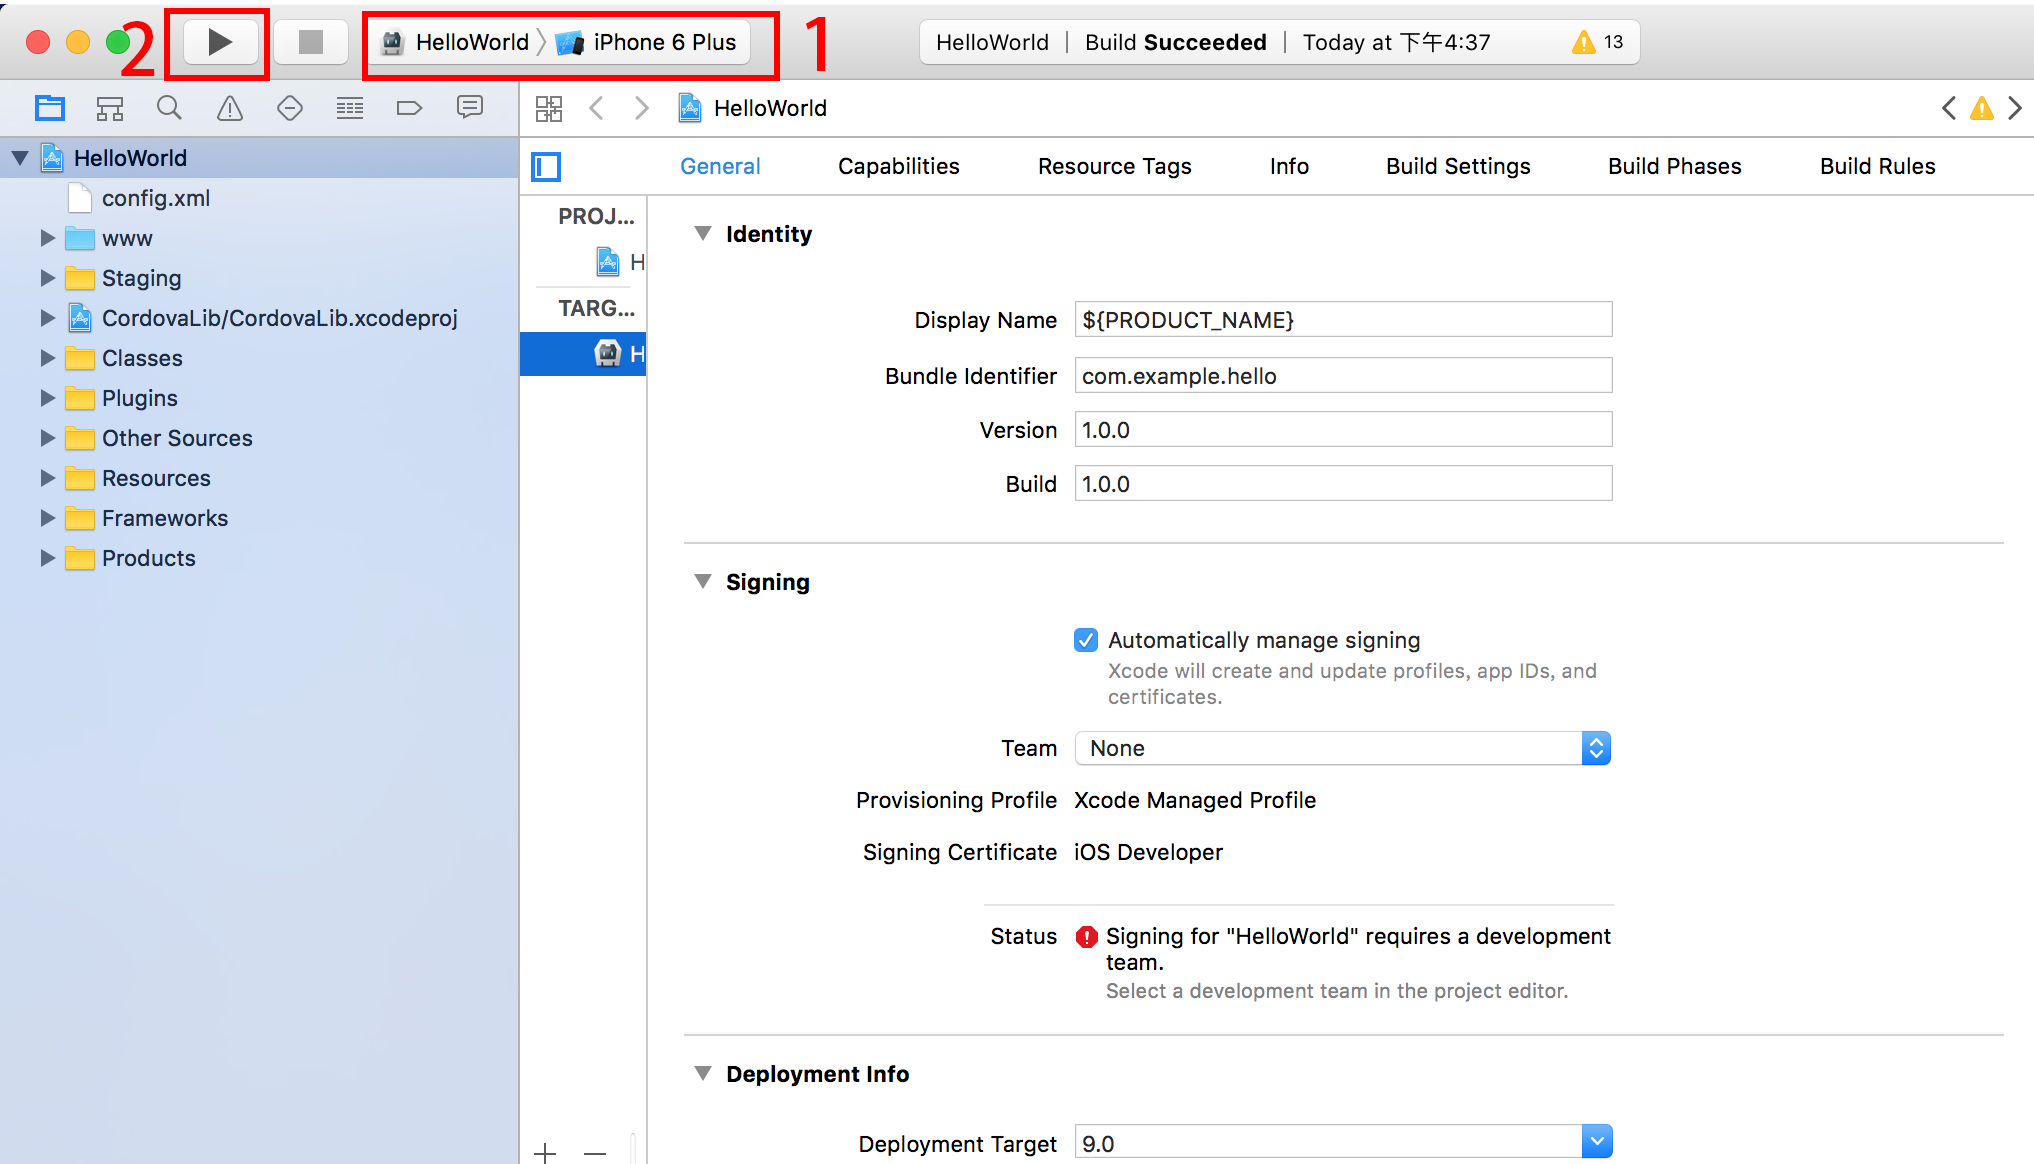 2
HelloWorld
iPhone 6 Plus
1
HelloWorld | Build Succeeded | Today at 下午4:37
13
HelloWorld
HelloWorld
General
Capabilities
Resource Tags
Info
Build Settings
Build Phases
Build Rules
config.xml
www
Staging
CordovaLib/CordovaLib.xcodeproj
Classes
Plugins
Other Sources
Resources
Frameworks
Products
PROJ...
H
TARG...
H
Identity
Display Name ${PRODUCT_NAME}
Bundle Identifier com.example.hello
Version 1.0.0
Build 1.0.0
Signing
Automatically manage signing
Xcode will create and update profiles, app IDs, and
certificates.
Team None
Provisioning Profile Xcode Managed Profile
Signing Certificate iOS Developer
Status Signing for "HelloWorld" requires a development
team.
Select a development team in the project editor.
Deployment Info
Deployment Target 9.0